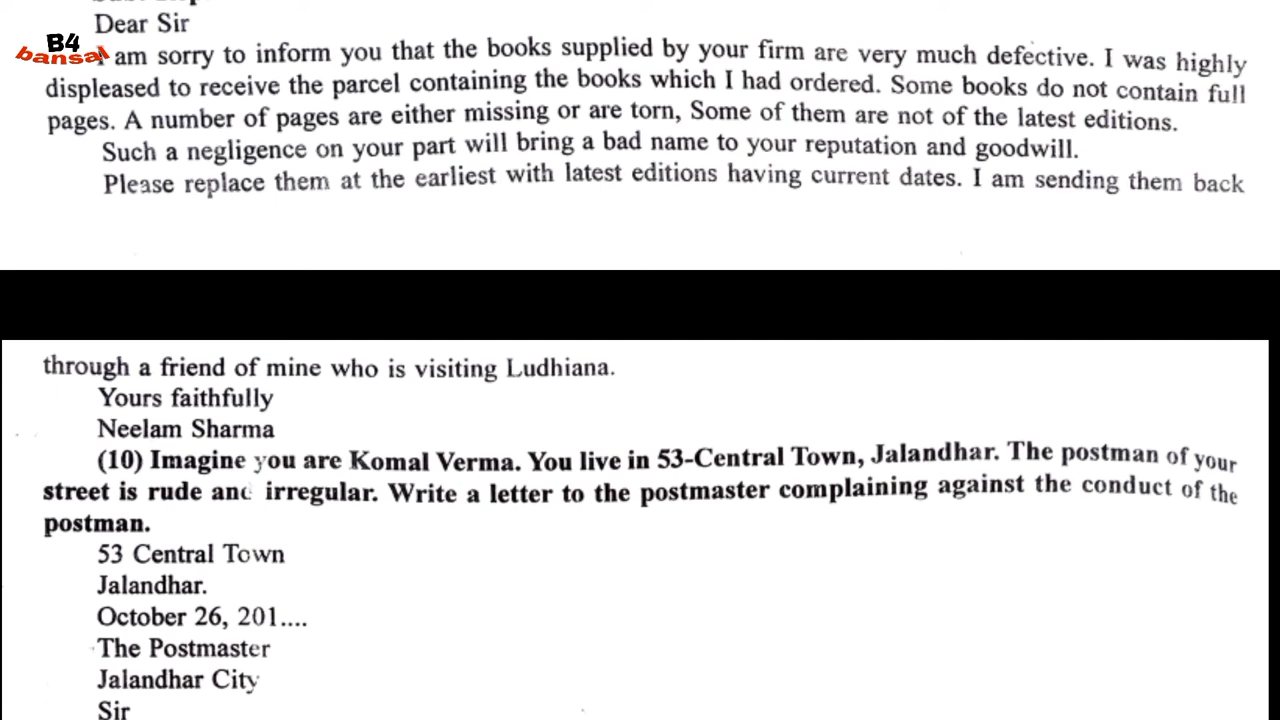 Dear Sir
B4
bansal
I am sorry to inform you that the books supplied by your firm are very much defective. I was highly
displeased to receive the parcel containing the books which I had ordered. Some books do not contain full
pages. A number of pages are either missing or are torn, Some of them are not of the latest editions.
Such a negligence on your part will bring a bad name to your reputation and goodwill.
Please replace them at the earliest with latest editions having current dates. I am sending them back
through a friend of mine who is visiting Ludhiana.
Yours faithfully
Neelam Sharma
(10) Imagine you are Komal Verma. You live in 53-Central Town, Jalandhar. The postman of your
street is rude and irregular. Write a letter to the postmaster complaining against the conduct of the
postman.
53 Central Town
Jalandhar.
October 26, 201....
The Postmaster
Jalandhar City
Sir